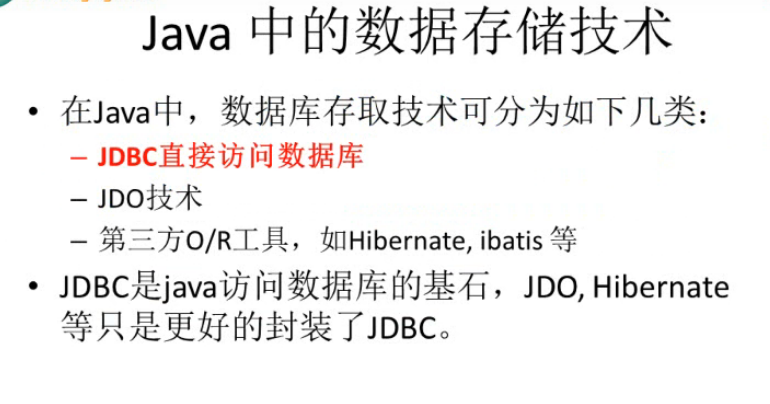 Java 中的数据存储技术
• 在Java中，数据库存取技术可分为如下几类：
– JDBC直接访问数据库
– JDO技术
– 第三方O/R工具，如Hibernate, ibatis 等
• JDBC是java访问数据库的基石，JDO, Hibernate
等只是更好的封装了JDBC。